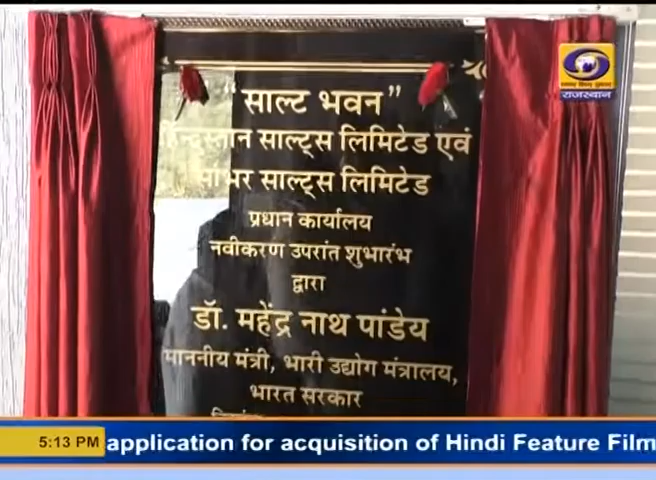 "साल्ट भवन"
साल्ट्स लिमिटेड एवं
साल्ट्स लिमिटेड
प्रधान कार्यालय
नवीकरण उपरांत शुभारंभ
द्वारा
डॉ. महेंद्र नाथ पांडेय
माननीय मंत्री, भारी उद्योग मंत्रालय,
भारत सरकार
राजस्थान
5:13 PM application for acquisition of Hindi Feature Film